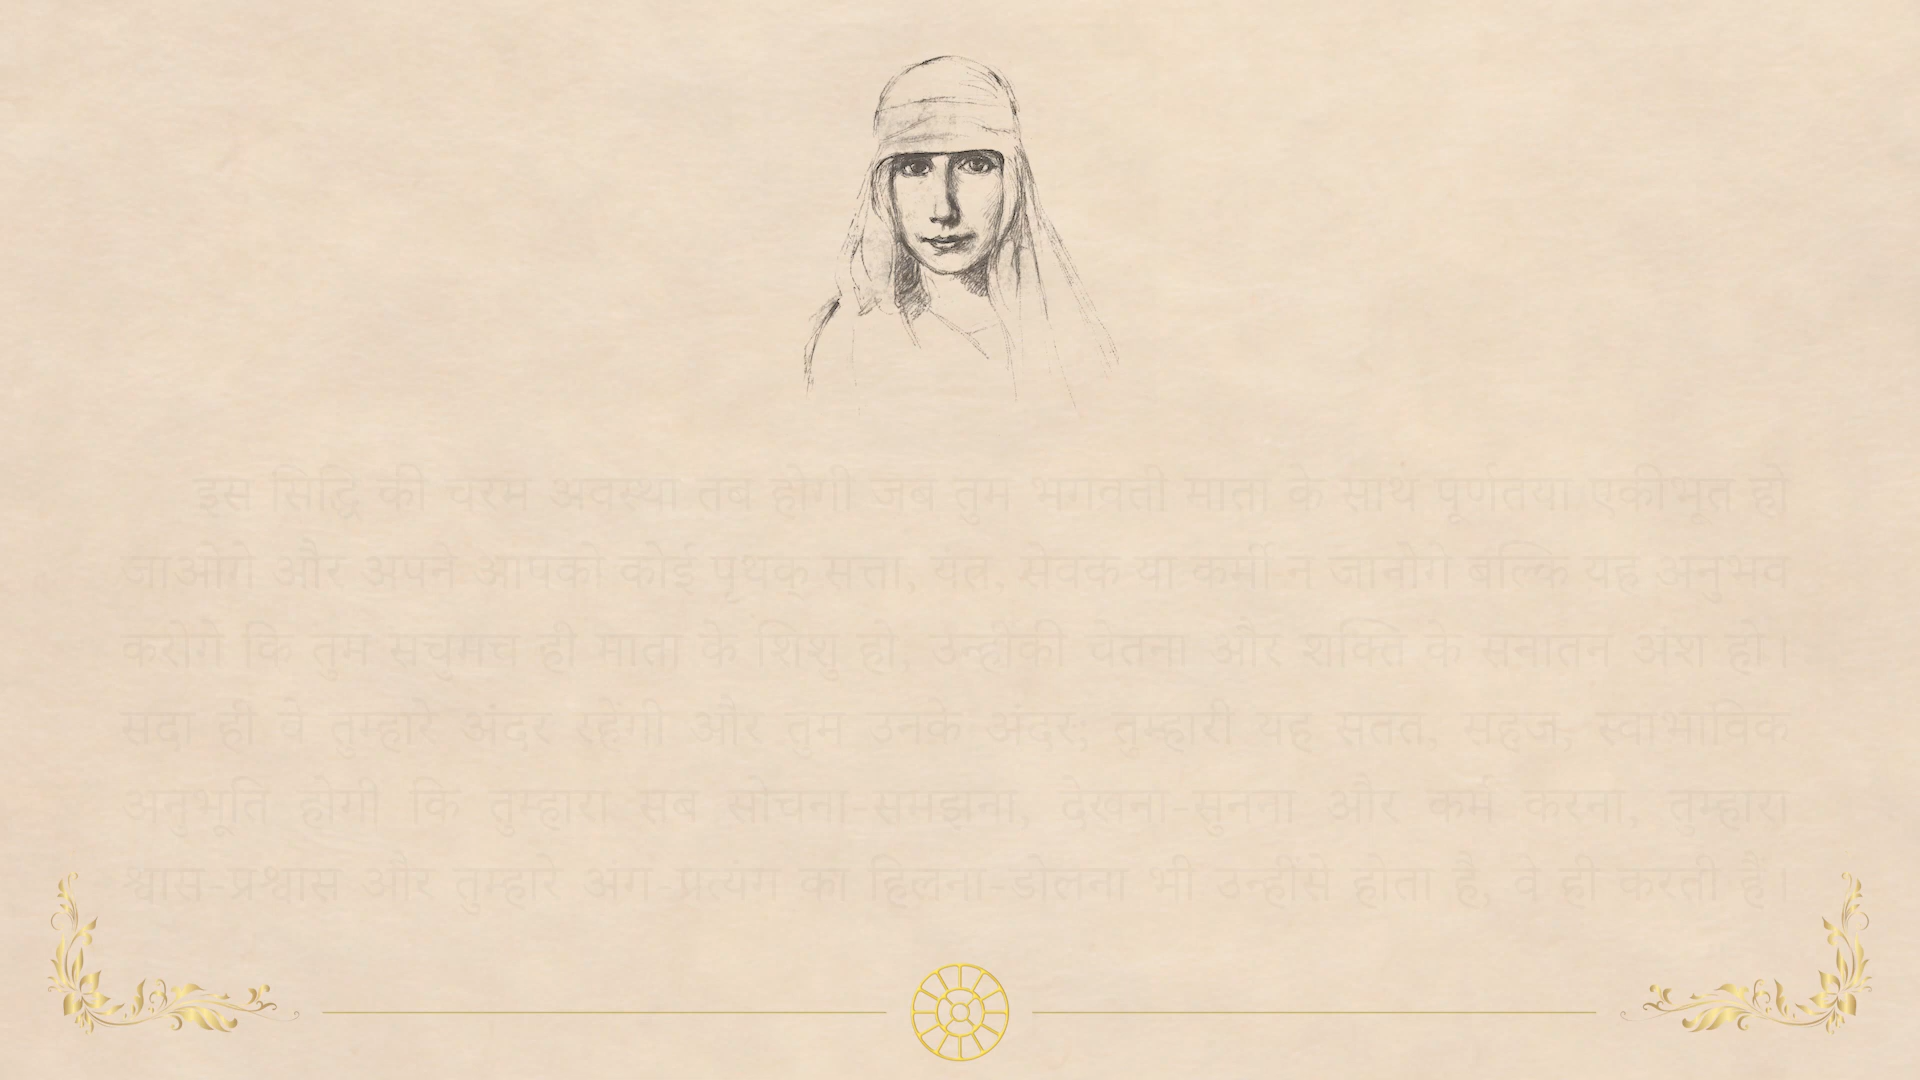 इस सिद्धि की चरम अवस्था तब होगी जब तुम भगवती माता के साथ पूर्णतया एकीभूत हो
जाओगे और अपने आपको कोई पृथक् सत्ता, यंत्र, सेवक या कर्मी न जानोगे बल्कि यह अनुभव
करोगे कि तुम सचमुच ही माता के शिशु हो, उन्हींकी चेतना और शक्ति के सनातन अंश हो।
सदा ही वे तुम्हारे अंदर रहेंगी और तुम उनके अंदर; तुम्हारी यह सतत, सहज, स्वाभाविक
अनुभूति होगी कि तुम्हारा सब सोचना-समझना, देखना-सुनना और कर्म करना, तुम्हारा
श्वास-प्रश्वास और तुम्हारे अंग-प्रत्यंग का हिलना-डोलना भी उन्हींसे होता है, वे ही करती हैं।